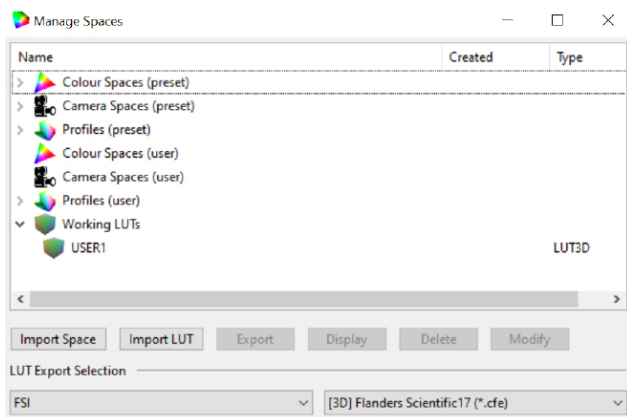 Manage Spaces
Name Created Type
Colour Spaces (preset)
Camera Spaces (preset)
Profiles (preset)
Colour Spaces (user)
Camera Spaces (user)
Profiles (user)
Working LUTs
USER1 LUT3D
Import Space Import LUT Export Display Delete Modify
LUT Export Selection
FSI [3D] Flanders Scientific17 (*.cfe)